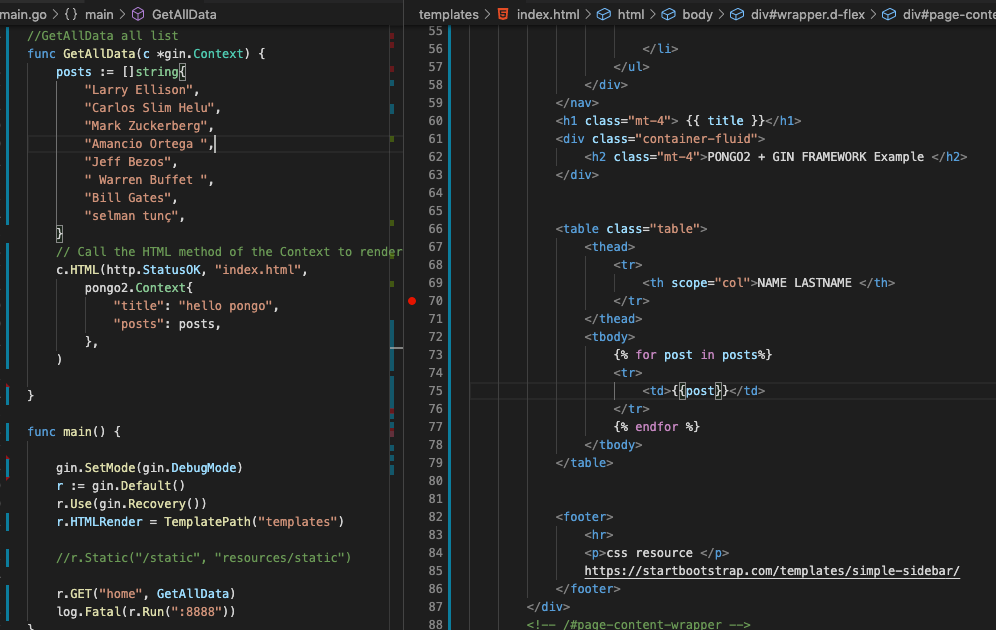 main.go > {} main > GetAllData
//GetAllData all list
func GetAllData(c *gin.Context) {
posts := []string{
"Larry Ellison",
"Carlos Slim Helu",
"Mark Zuckerberg",
"Amancio Ortega ",
"Jeff Bezos",
" Warren Buffet ",
"Bill Gates",
"selman tunç",
}
// Call the HTML method of the Context to render
c.HTML(http.StatusOK, "index.html",
pongo2.Context{
"title": "hello pongo",
"posts": posts,
},
)
}
func main() {
gin.SetMode(gin.DebugMode)
r := gin.Default()
r.Use(gin.Recovery())
r.HTMLRender = TemplatePath("templates")
//r.Static("/static", "resources/static")
r.GET("home", GetAllData)
log.Fatal(r.Run(":8888"))
}
templates > index.html > html > body > div#wrapper.d-flex > div#page-conte
55
56 </li>
57 </ul>
58 </div>
59 </nav>
60 <h1 class="mt-4"> {{ title }}</h1>
61 <div class="container-fluid">
62 <h2 class="mt-4">PONGO2 + GIN FRAMEWORK Example </h2>
63 </div>
64
65
66 <table class="table">
67 <thead>
68 <tr>
69 <th scope="col">NAME LASTNAME </th>
70 </tr>
71 </thead>
72 <tbody>
73 {% for post in posts%}
74 <tr>
75 <td>{{post}}</td>
76 </tr>
77 {% endfor %}
78 </tbody>
79 </table>
80
81
82 <footer>
83 <hr>
84 <p>css resource </p>
85 https://startbootstrap.com/templates/simple-sidebar/
86 </footer>
87 </div>
88 <!-- /#page-content-wrapper -->